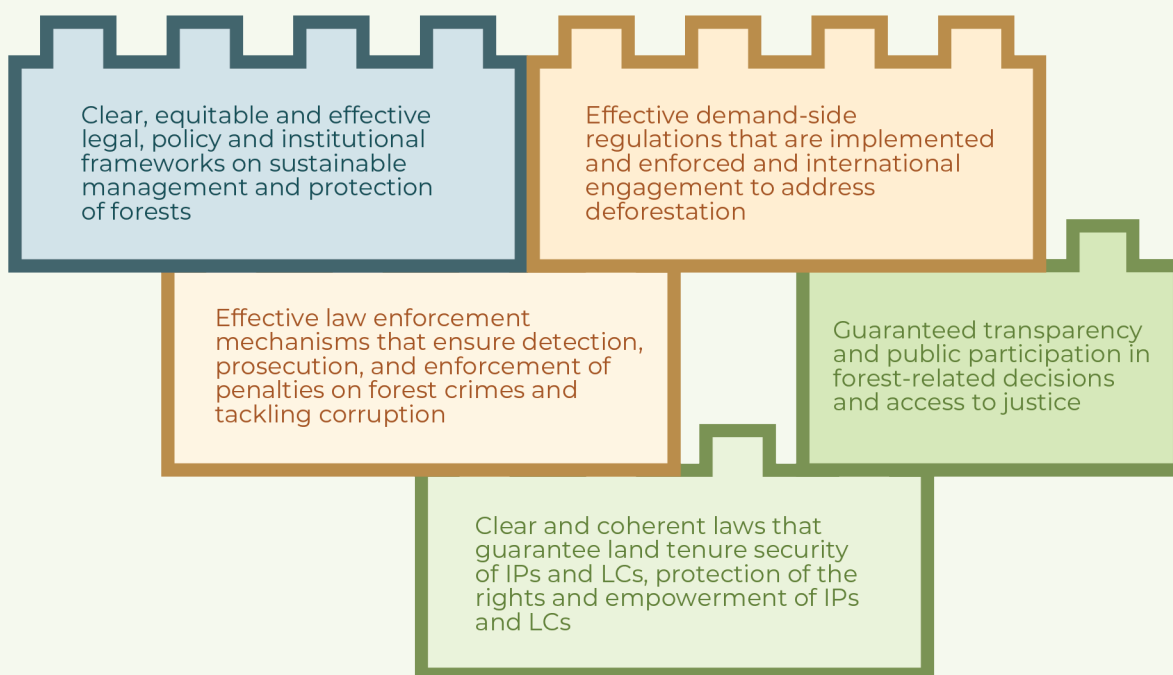 Clear, equitable and effective
legal, policy and institutional
frameworks on sustainable
management and protection
of forests
Effective demand-side
regulations that are implemented
and enforced and international
engagement to address
deforestation
Effective law enforcement
mechanisms that ensure detection,
prosecution, and enforcement of
penalties on forest crimes and
tackling corruption
Guaranteed transparency
and public participation in
forest-related decisions
and access to justice
Clear and coherent laws that
guarantee land tenure security
of IPs and LCs, protection of the
rights and empowerment of IPs
and LCs